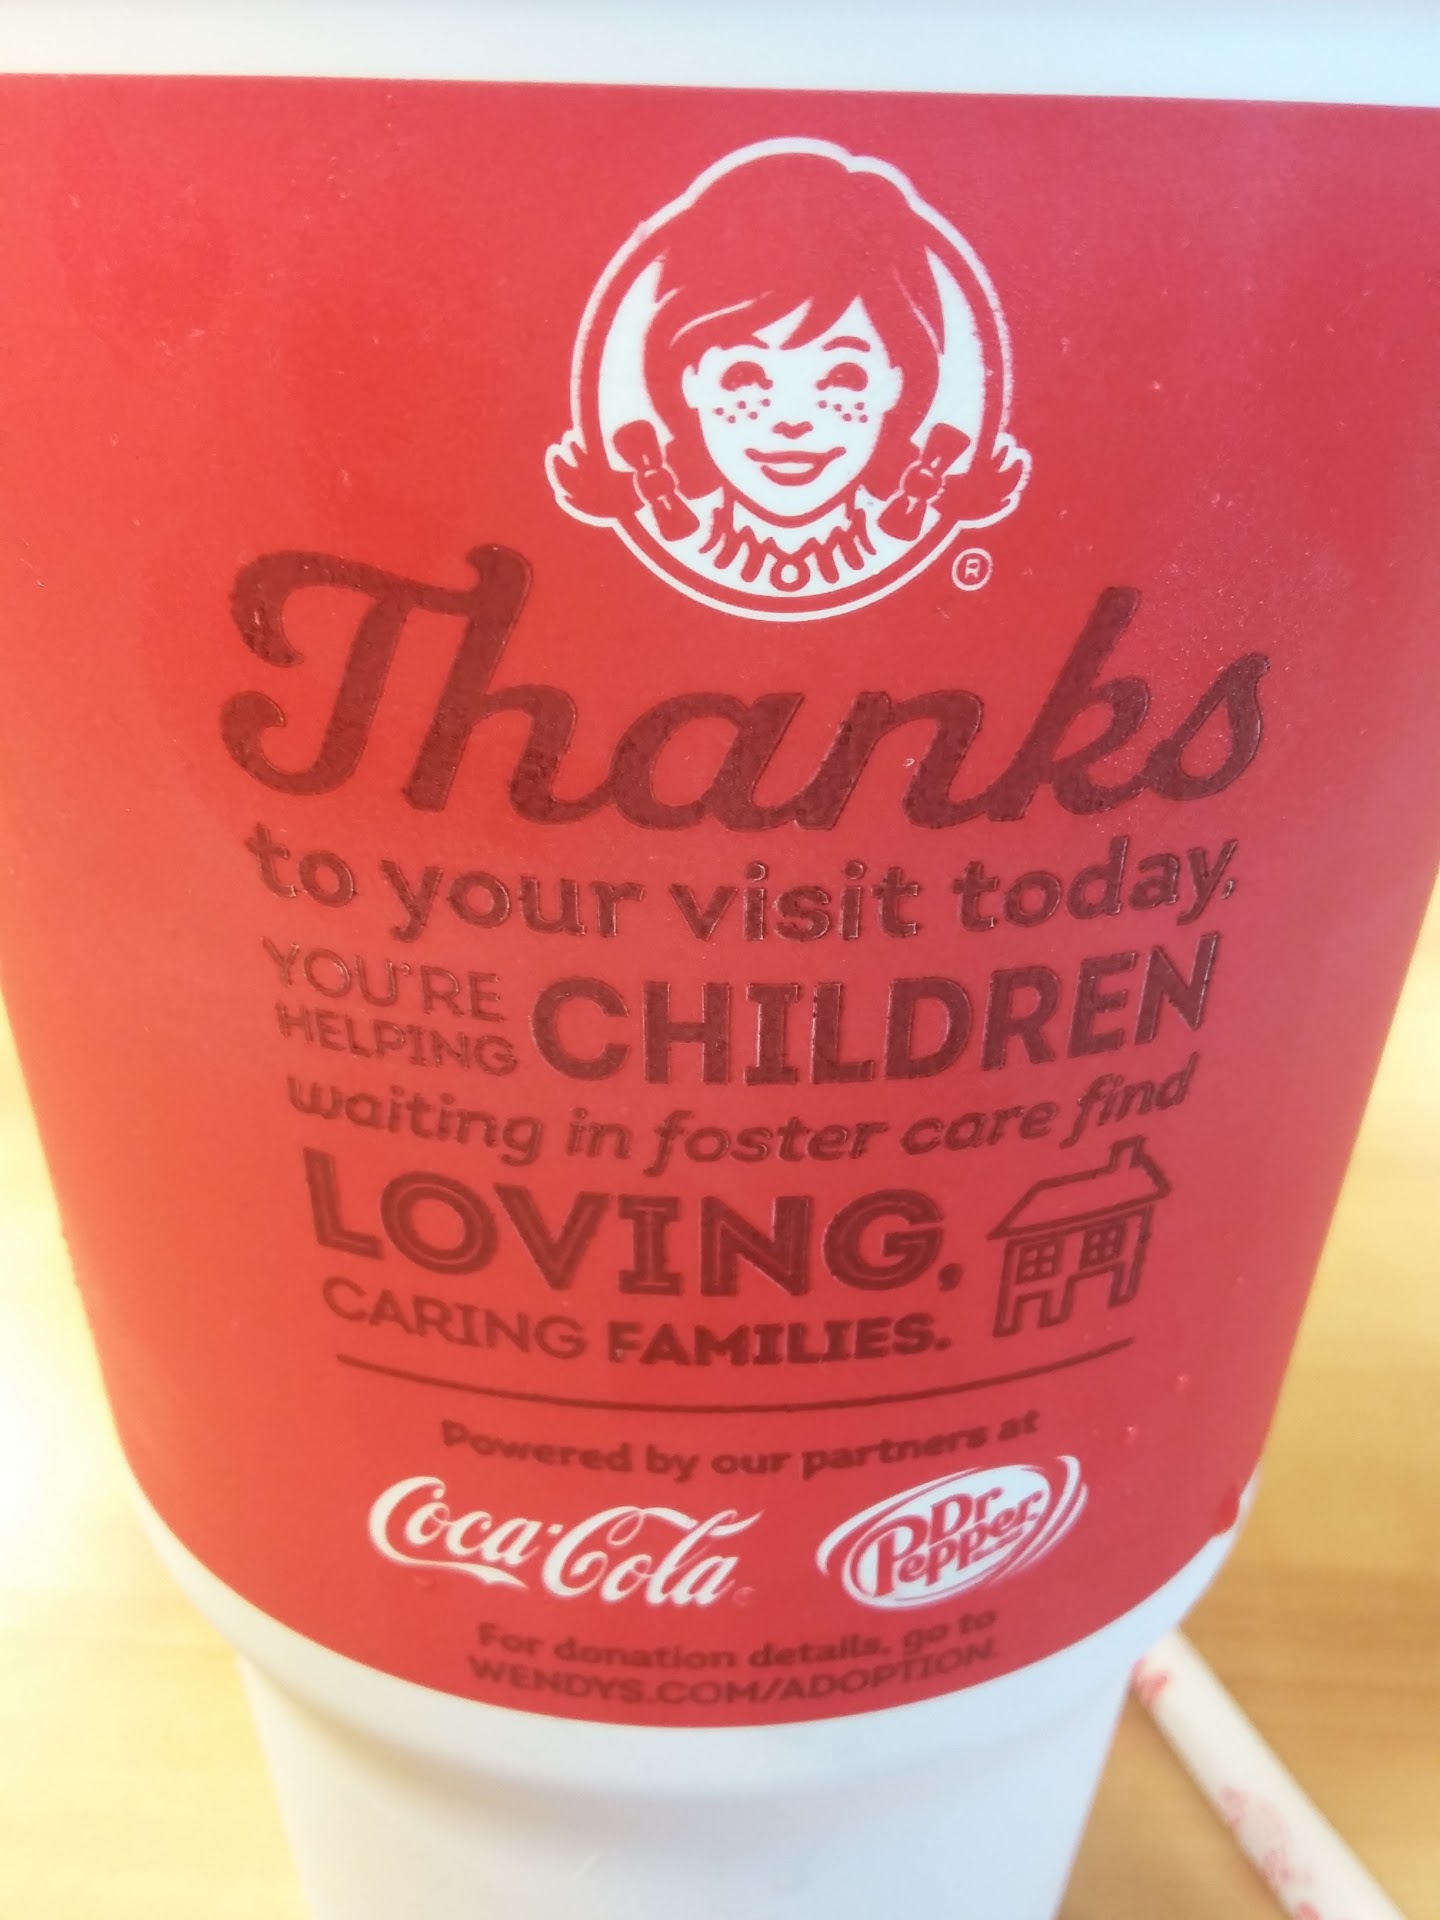 ®
Thanks
to your visit today,
YOU'RE
HELPING CHILDREN
waiting in foster care find
LOVING,
CARING FAMILIES.
Powered by our partners at
Coca-Cola
Dr
Pepper
For donation details, go to
WENDYS.COM/ADOPTION.